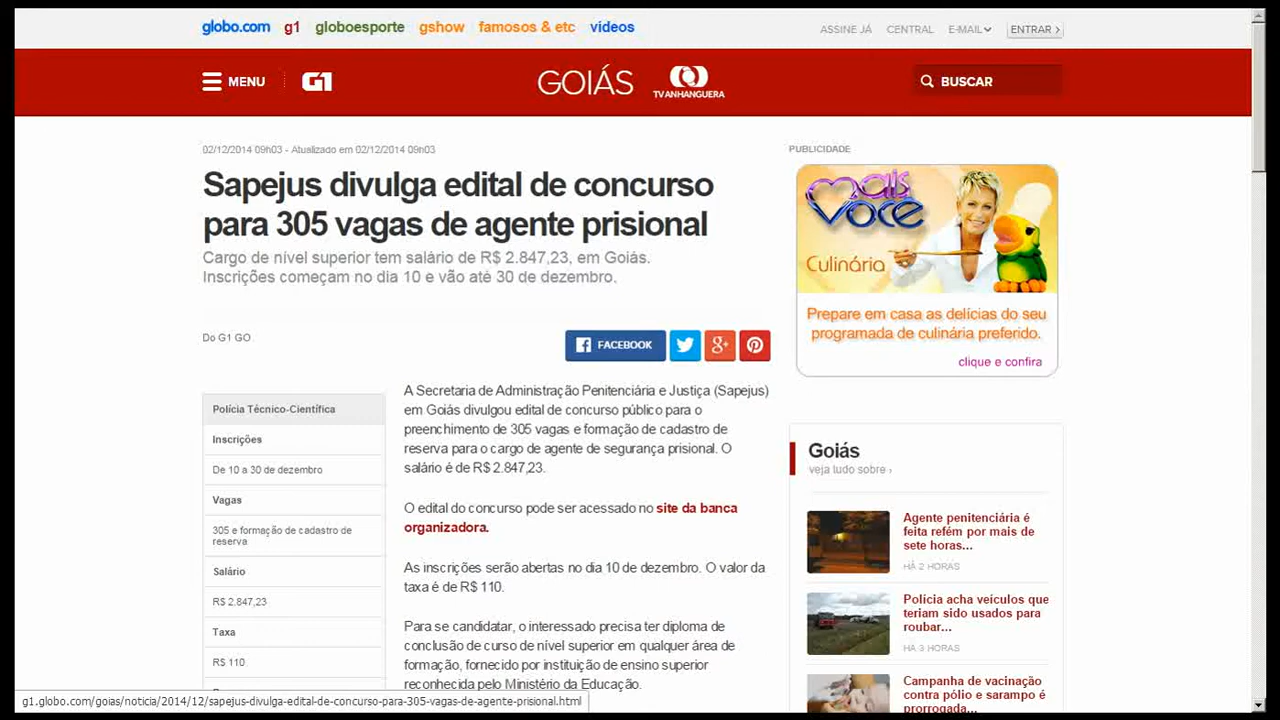 globo.com g1 globoesporte gshow famosos & etc vídeos
ASSINE JÁ CENTRAL E-MAIL ENTRAR ›
MENU G1 GOIÁS TV ANHANGUERA BUSCAR
02/12/2014 09h03 - Atualizado em 02/12/2014 09h03
Sapejus divulga edital de concurso
para 305 vagas de agente prisional
Cargo de nível superior tem salário de R$ 2.847,23, em Goiás.
Inscrições começam no dia 10 e vão até 30 de dezembro.
Do G1 GO
FACEBOOK
Polícia Técnico-Científica
Inscrições
De 10 a 30 de dezembro
Vagas
305 e formação de cadastro de
reserva
Salário
R$ 2.847,23
Taxa
R$ 110
A Secretaria de Administração Penitenciária e Justiça (Sapejus)
em Goiás divulgou edital de concurso público para o
preenchimento de 305 vagas e formação de cadastro de
reserva para o cargo de agente de segurança prisional. O
salário é de R$ 2.847,23.
O edital do concurso pode ser acessado no site da banca
organizadora.
As inscrições serão abertas no dia 10 de dezembro. O valor da
taxa é de R$ 110.
Para se candidatar, o interessado precisa ter diploma de
conclusão de curso de nível superior em qualquer área de
formação, fornecido por instituição de ensino superior
reconhecida pelo Ministério da Educação.
PUBLICIDADE
mais
você
Culinária
Prepare em casa as delícias do seu
programada de culinária preferido.
clique e confira
Goiás
veja tudo sobre ›
Agente penitenciária é
feita refém por mais de
sete horas...
HÁ 2 HORAS
Polícia acha veículos que
teriam sido usados para
roubar...
HÁ 3 HORAS
Campanha de vacinação
contra pólio e sarampo é
prorrogada...
g1.globo.com/goias/noticia/2014/12/sapejus-divulga-edital-de-concurso-para-305-vagas-de-agente-prisional.html